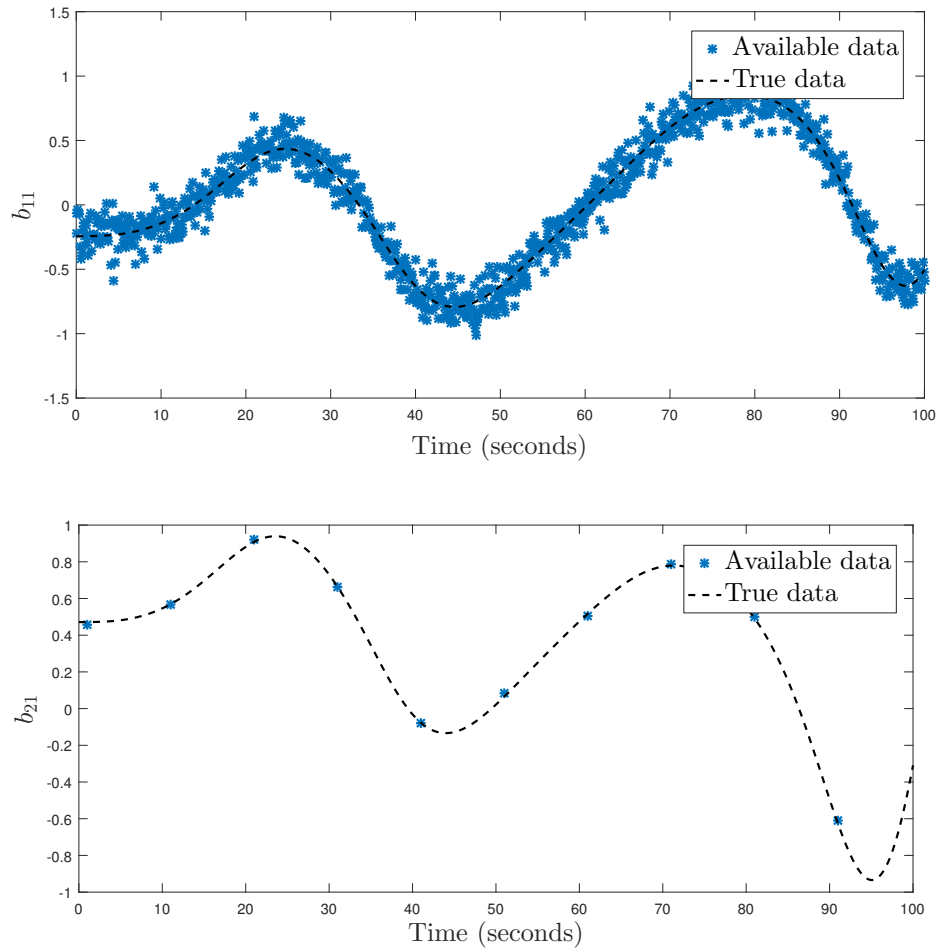 1.5
Available data
True data
1
0.5
0
-0.5
-1
-1.5
b11
0 10 20 30 40 50 60 70 80 90 100
Time (seconds)
1
Available data
True data
0.8
0.6
0.4
0.2
0
-0.2
-0.4
-0.6
-0.8
-1
b21
0 10 20 30 40 50 60 70 80 90 100
Time (seconds)